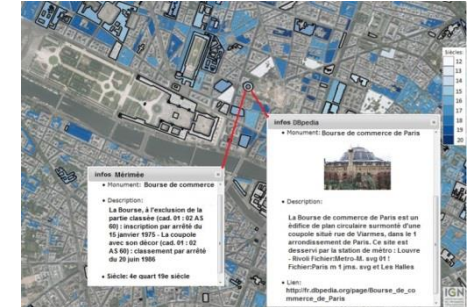 Siècles:
12
13
14
15
16
17
18
19
20
infos DBpedia
• Monument: Bourse de commerce de Paris
• Description:
La Bourse de commerce de Paris est un
édifice de plan circulaire surmonté d'une
coupole situé rue de Viarmes, dans le 1
arrondissement de Paris. Ce site est
desservi par la station de métro : Louvre
- Rivoli Fichier:Metro-M. svg 01 !
Fichier:Paris m 1 jms. svg et Les Halles
• Lien:
http://fr.dbpedia.org/page/Bourse_de_co
mmerce_de_Paris
infos Mérimée
• Monument: Bourse de commerce
• Description:
La Bourse, à l'exclusion de la
partie classée (cad. 01 : 02 A5
60) : inscription par arrêté du
15 janvier 1975 - La coupole
avec son décor (cad. 01 : 02
A5 60) : classement par arrêté
du 20 juin 1986
• Siècle: 4e quart 19e siècle
IGN